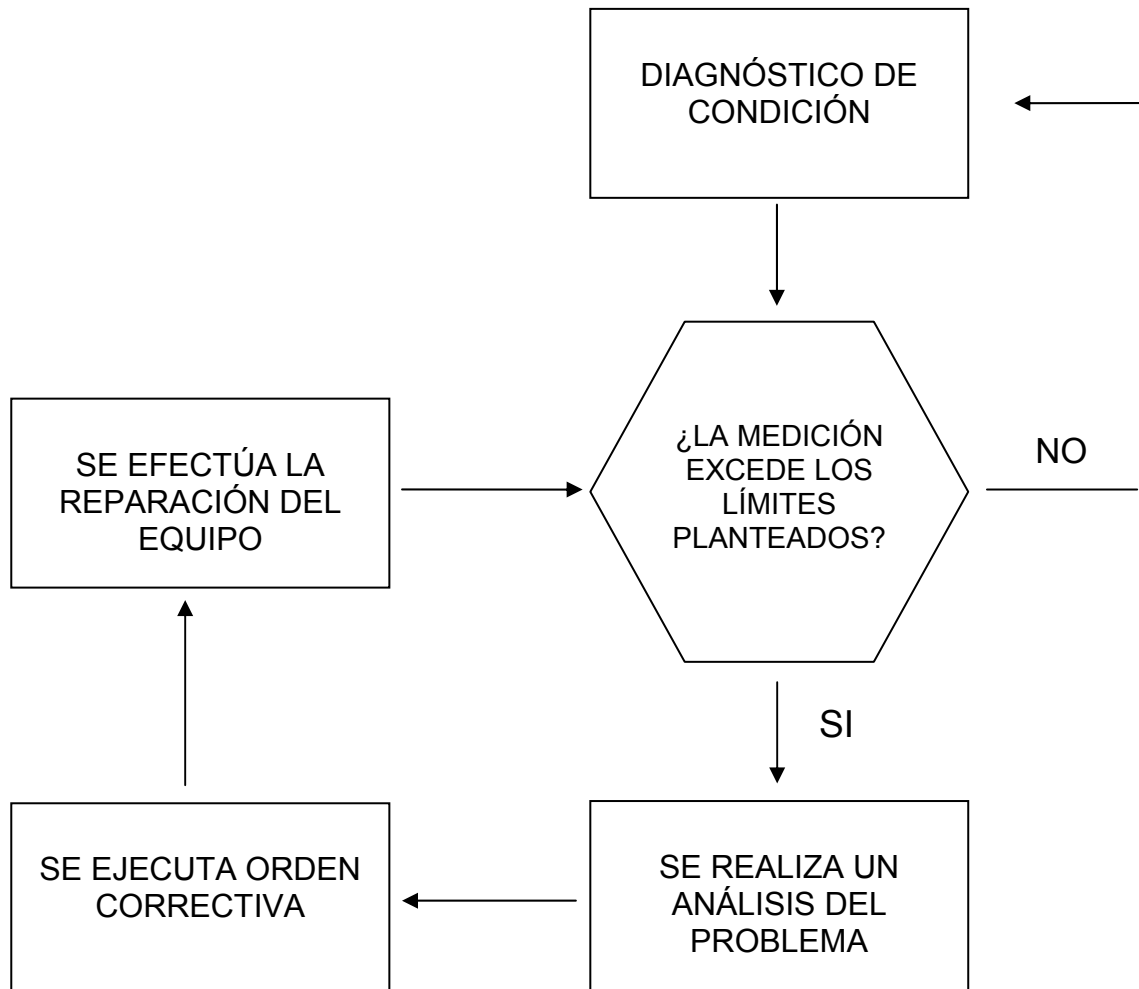 DIAGNÓSTICO DE
CONDICIÓN
¿LA MEDICIÓN
EXCEDE LOS
LÍMITES
PLANTEADOS?
NO
SE EFECTÚA LA
REPARACIÓN DEL
EQUIPO
SI
SE EJECUTA ORDEN
CORRECTIVA
SE REALIZA UN
ANÁLISIS DEL
PROBLEMA